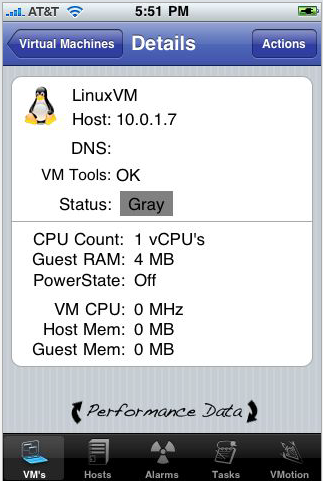 AT&T 5:51 PM
Virtual Machines Details Actions
LinuxVM
Host: 10.0.1.7
DNS:
VM Tools: OK
Status: Gray
CPU Count: 1 vCPU's
Guest RAM: 4 MB
PowerState: Off
VM CPU: 0 MHz
Host Mem: 0 MB
Guest Mem: 0 MB
Performance Data
VM's Hosts Alarms Tasks VMotion